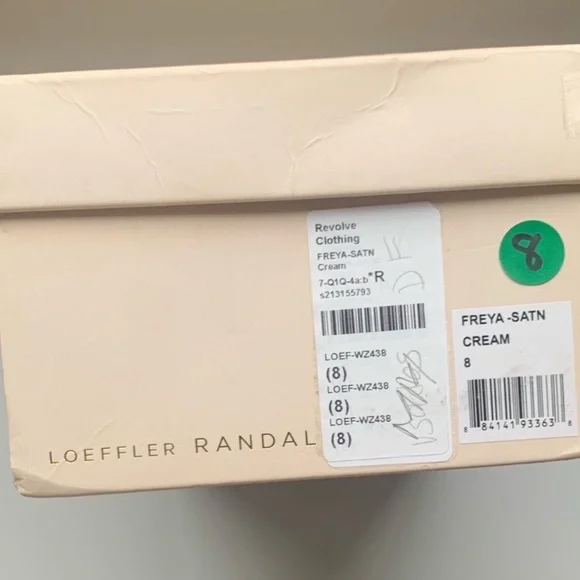 Revolve
Clothing
FREYA-SATN
Cream
7-Q1Q-4a:b*R
s213155793
LOEF-WZ438
(8)
LOEF-WZ438
(8)
LOEF-WZ438
(8)
8
FREYA -SATN
CREAM
8
8 84141 93363 8
LOEFFLER RANDAL